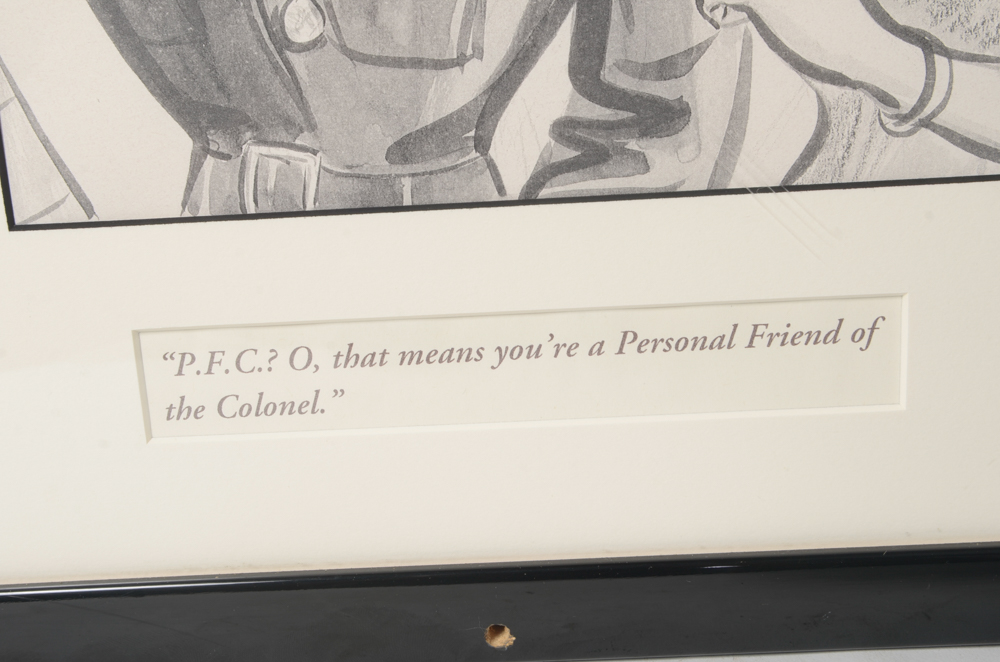 “P.F.C.? O, that means you’re a Personal Friend of
the Colonel.”